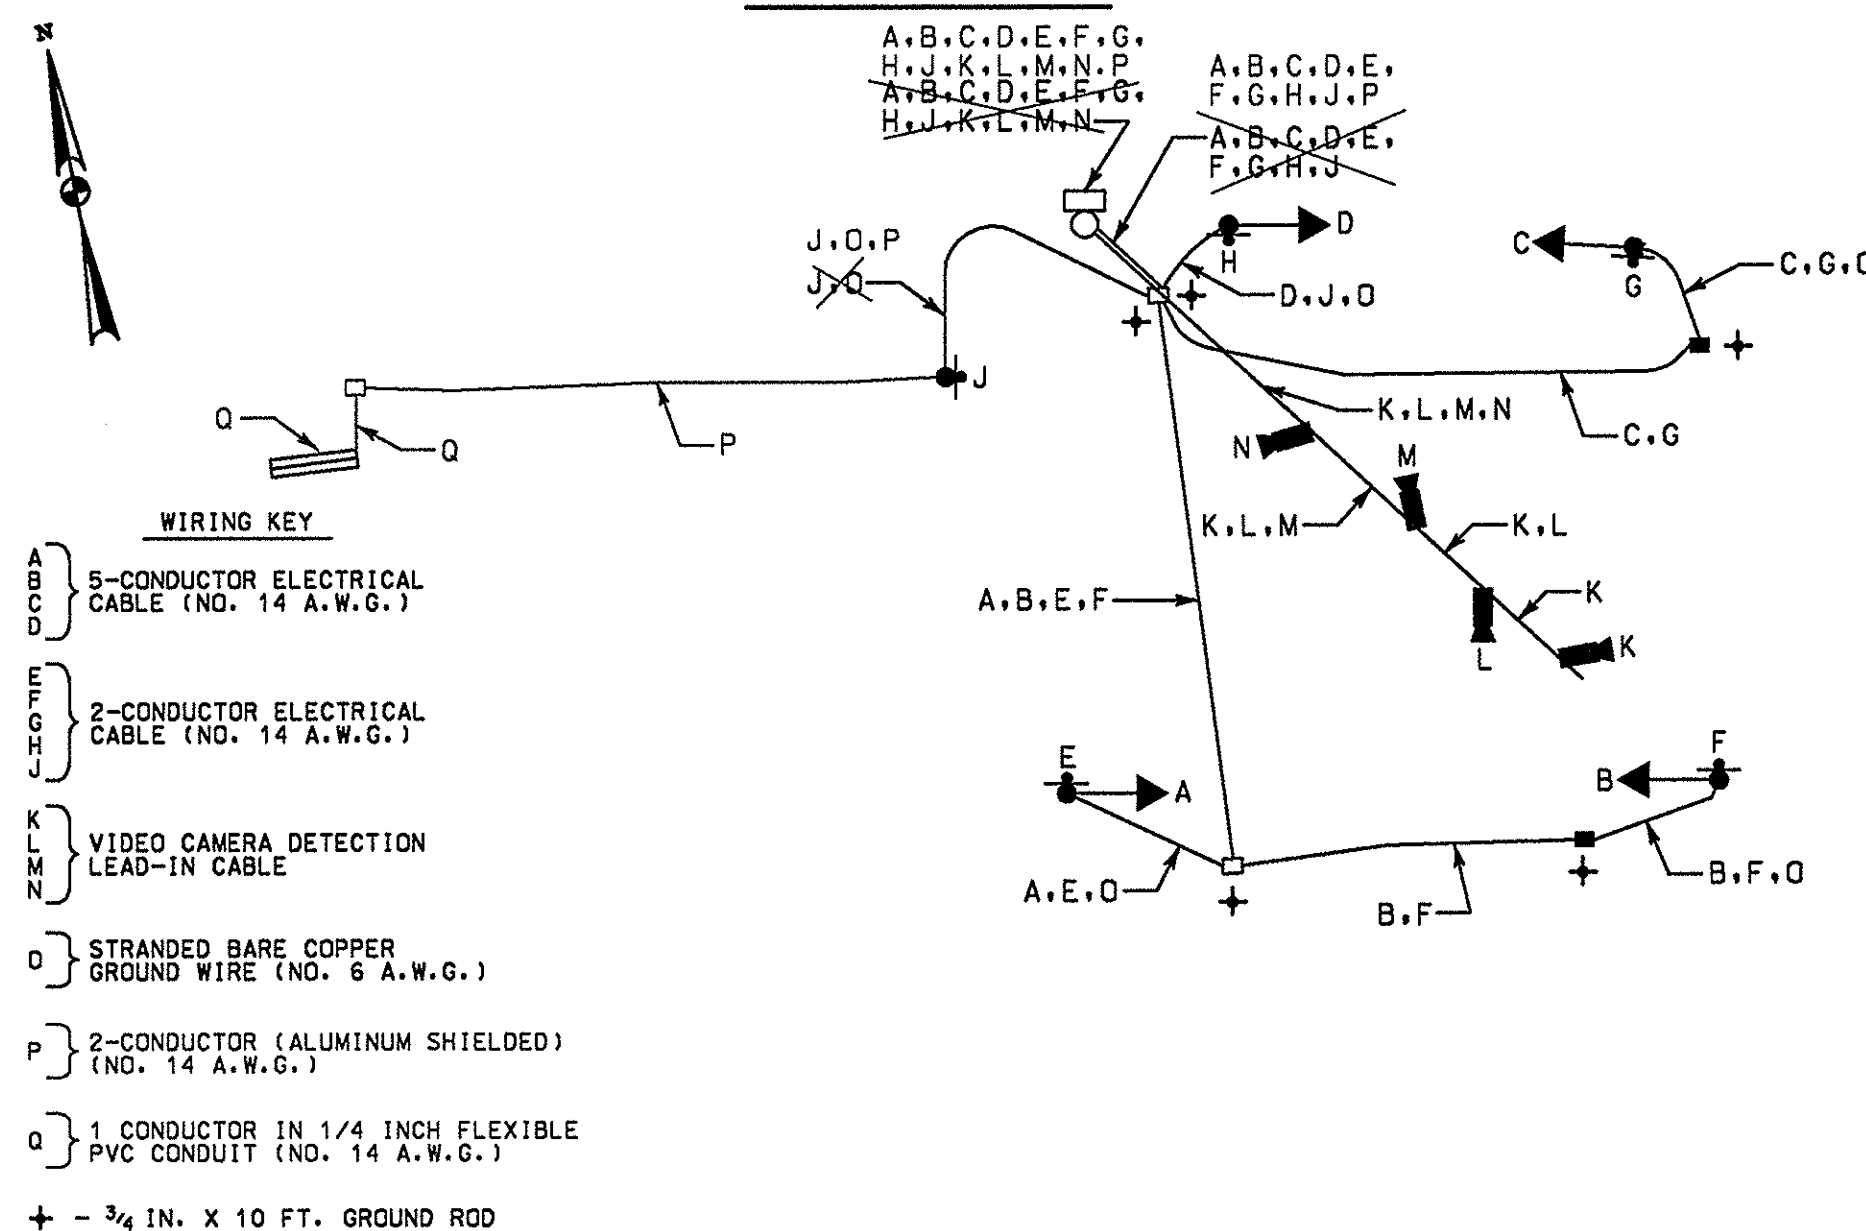 N
A,B,C,D,E,F,G,
H,J,K,L,M,N,P
A,B,C,D,E,F,G,
H,J,K,L,M,N
A,B,C,D,E,
F,G,H,J,P
A,B,C,D,E,
F,G,H,J
J,O,P
J,O
H
D
C
G
C,G,O
D,J,O
J
Q
Q
P
K,L,M,N
C,G
N
M
K,L,M
K,L
K
K
L
A,B,E,F
E
A
B
F
A,E,O
B,F
B,F,O
WIRING KEY
A
B
C
D
5-CONDUCTOR ELECTRICAL
CABLE (NO. 14 A.W.G.)
E
F
G
H
J
2-CONDUCTOR ELECTRICAL
CABLE (NO. 14 A.W.G.)
K
L
M
N
VIDEO CAMERA DETECTION
LEAD-IN CABLE
O
STRANDED BARE COPPER
GROUND WIRE (NO. 6 A.W.G.)
P
2-CONDUCTOR (ALUMINUM SHIELDED)
(NO. 14 A.W.G.)
Q
1 CONDUCTOR IN 1/4 INCH FLEXIBLE
PVC CONDUIT (NO. 14 A.W.G.)
- 3/4 IN. X 10 FT. GROUND ROD